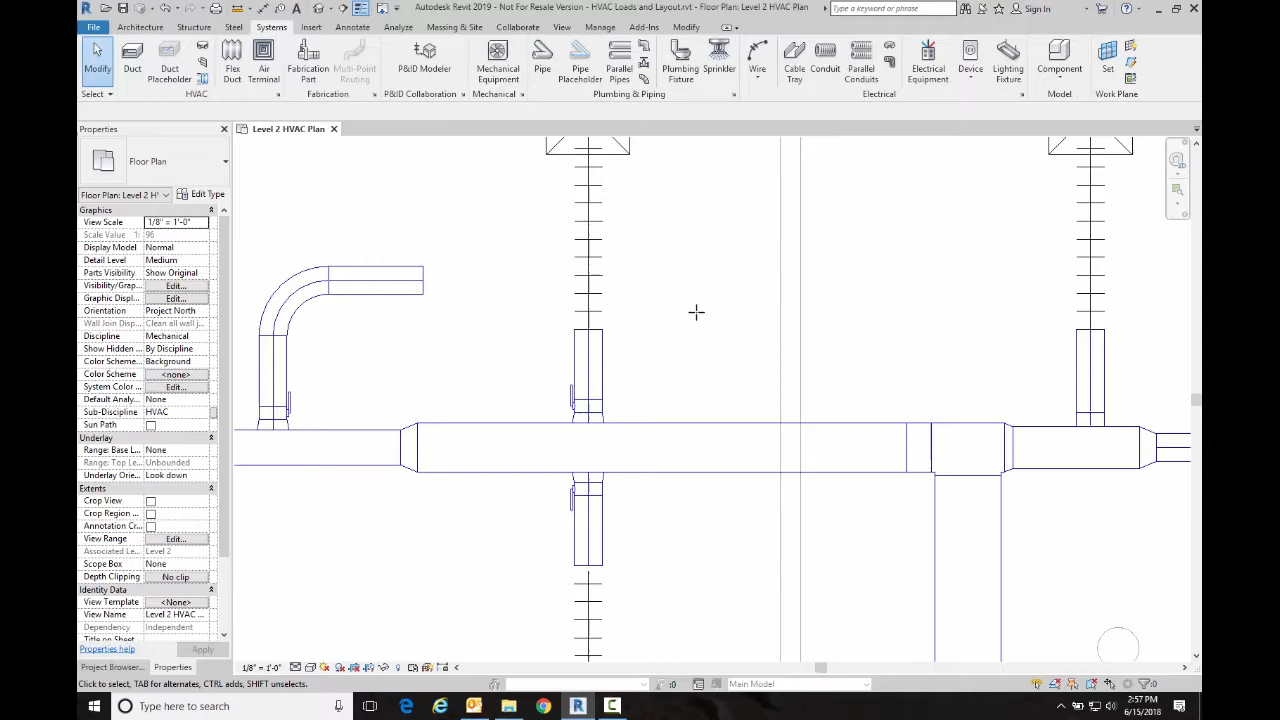 Autodesk Revit 2019 - Not For Resale Version - HVAC Loads and Layout.rvt - Floor Plan: Level 2 HVAC Plan
Type a keyword or phrase
Sign In
File Architecture Structure Steel Systems Insert Annotate Analyze Massing & Site Collaborate View Manage Add-Ins Modify
Modify
Duct
Duct Placeholder
Flex Duct
Air Terminal
Fabrication Part
Multi-Point Routing
P&ID Modeler
Mechanical Equipment
Pipe
Pipe Placeholder
Parallel Pipes
Plumbing Fixture
Sprinkler
Wire
Cable Tray
Conduit
Parallel Conduits
Electrical Equipment
Device
Lighting Fixture
Component
Set
Select
HVAC
Fabrication
P&ID Collaboration
Mechanical
Plumbing & Piping
Electrical
Model
Work Plane
Properties
Level 2 HVAC Plan
Floor Plan
Floor Plan: Level 2 H
Edit Type
Graphics
View Scale 1/8" = 1'-0"
Scale Value 1: 96
Display Model Normal
Detail Level Medium
Parts Visibility Show Original
Visibility/Grap... Edit...
Graphic Displ... Edit...
Orientation Project North
Wall Join Disp... Clean all wall j...
Discipline Mechanical
Show Hidden ... By Discipline
Color Scheme... Background
Color Scheme <none>
System Color ... Edit...
Default Analy... None
Sub-Discipline HVAC
Sun Path
Underlay
Range: Base L... None
Range: Top Le... Unbounded
Underlay Orie... Look down
Extents
Crop View
Crop Region ...
Annotation Cr...
View Range Edit...
Associated Le... Level 2
Scope Box None
Depth Clipping No clip
Identity Data
View Template <None>
View Name Level 2 HVAC ...
Dependency Independent
Title on Sheet
Properties help
Apply
Project Browser...
Properties
1/8" = 1'-0"
Click to select, TAB for alternates, CTRL adds, SHIFT unselects.
:0
Main Model
:0
Type here to search
2:57 PM
6/15/2018